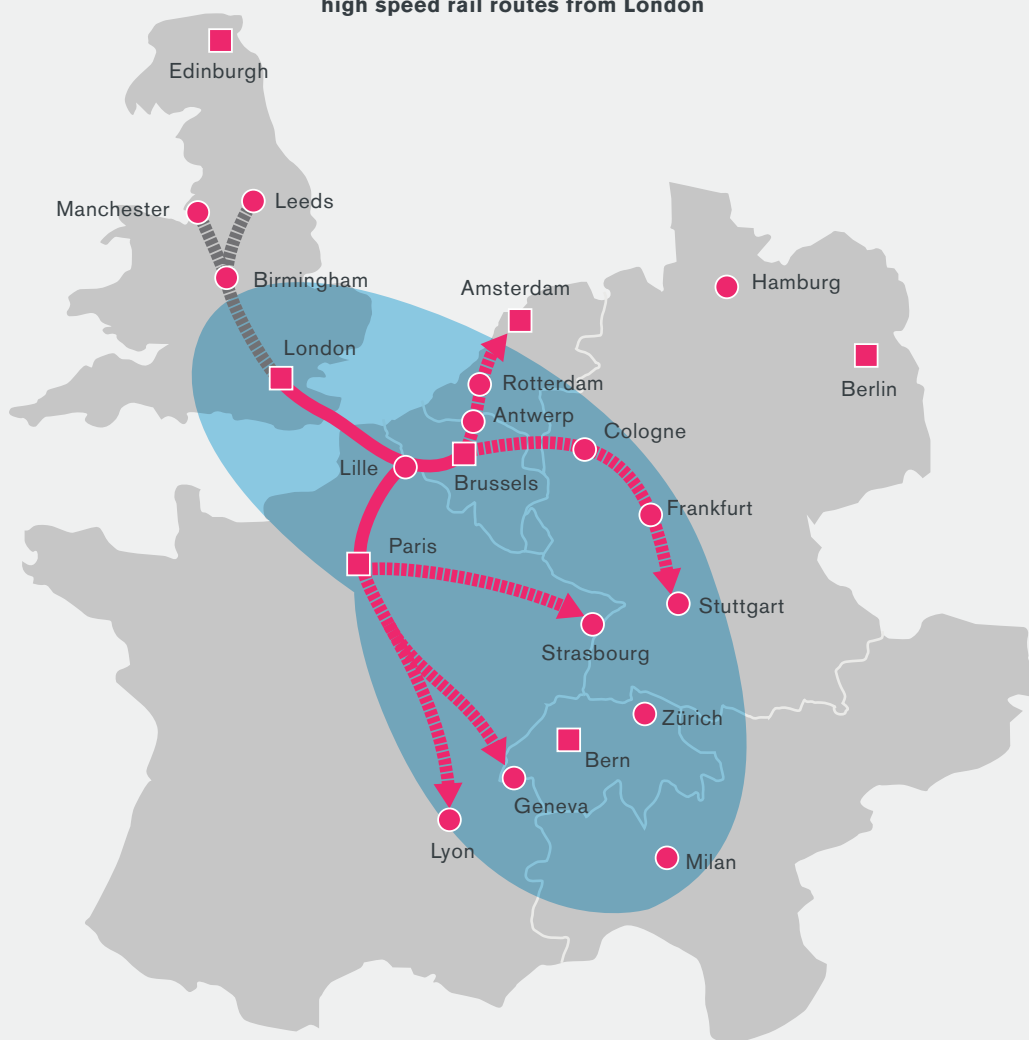 high speed rail routes from London
Edinburgh
Manchester
Leeds
Birmingham
Amsterdam
Hamburg
London
Rotterdam
Berlin
Antwerp
Cologne
Lille
Brussels
Frankfurt
Paris
Stuttgart
Strasbourg
Zürich
Bern
Geneva
Lyon
Milan